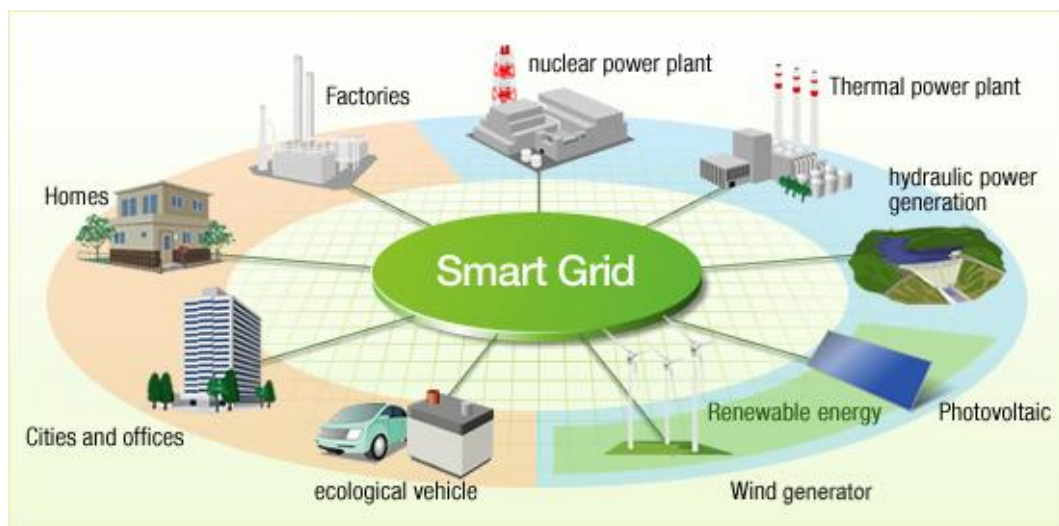 nuclear power plant
Thermal power plant
Factories
hydraulic power
generation
Homes
Smart Grid
Renewable energy
Photovoltaic
Cities and offices
ecological vehicle
Wind generator